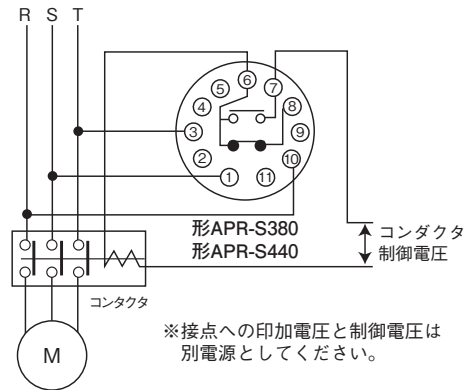 R S T
⑥
⑤ ⑦
④ ⑧
③ ⑨
② ⑩
① ⑪
形APR-S380
形APR-S440
コンダクタ
制御電圧
コンタクタ
M
※接点への印加電圧と制御電圧は
別電源としてください。